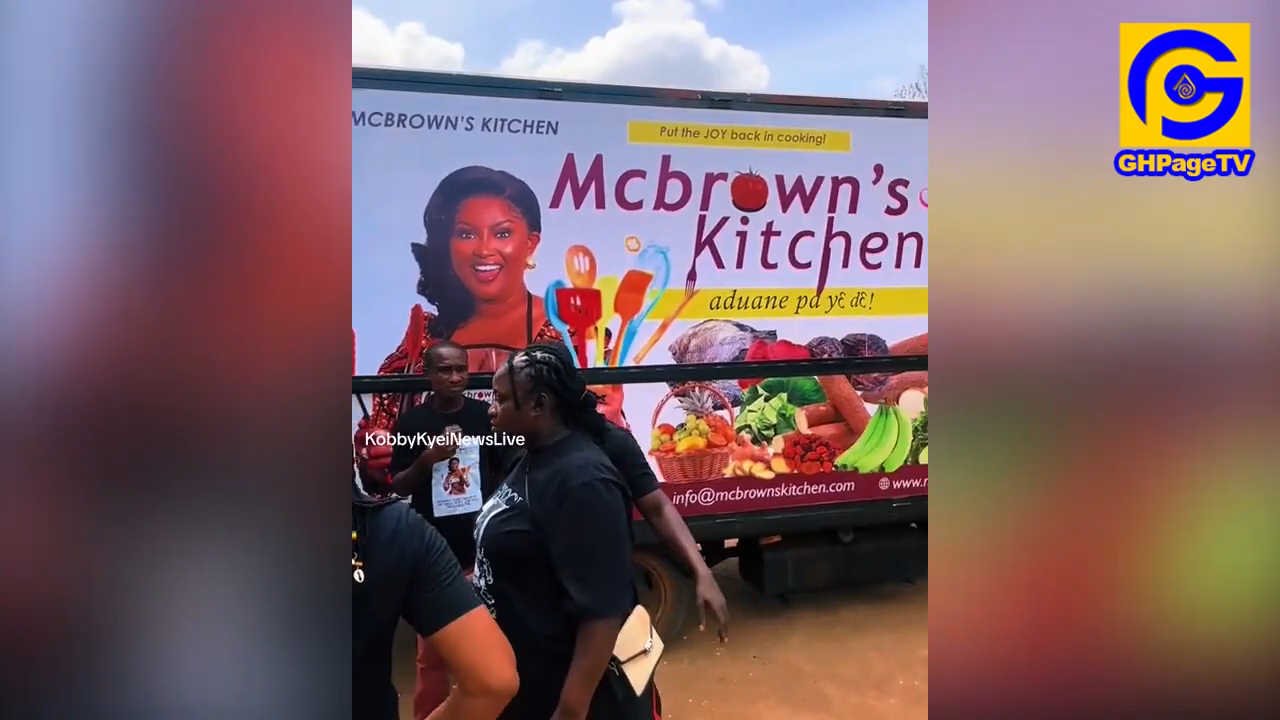 MCBROWN'S KITCHEN
Put the JOY back in cooking!
Mcbrown's
Kitchen
aduane pa yɛ dɛ!
info@mcbrownskitchen.com
www.
KobbyKyeiNewsLive
GHPageTV